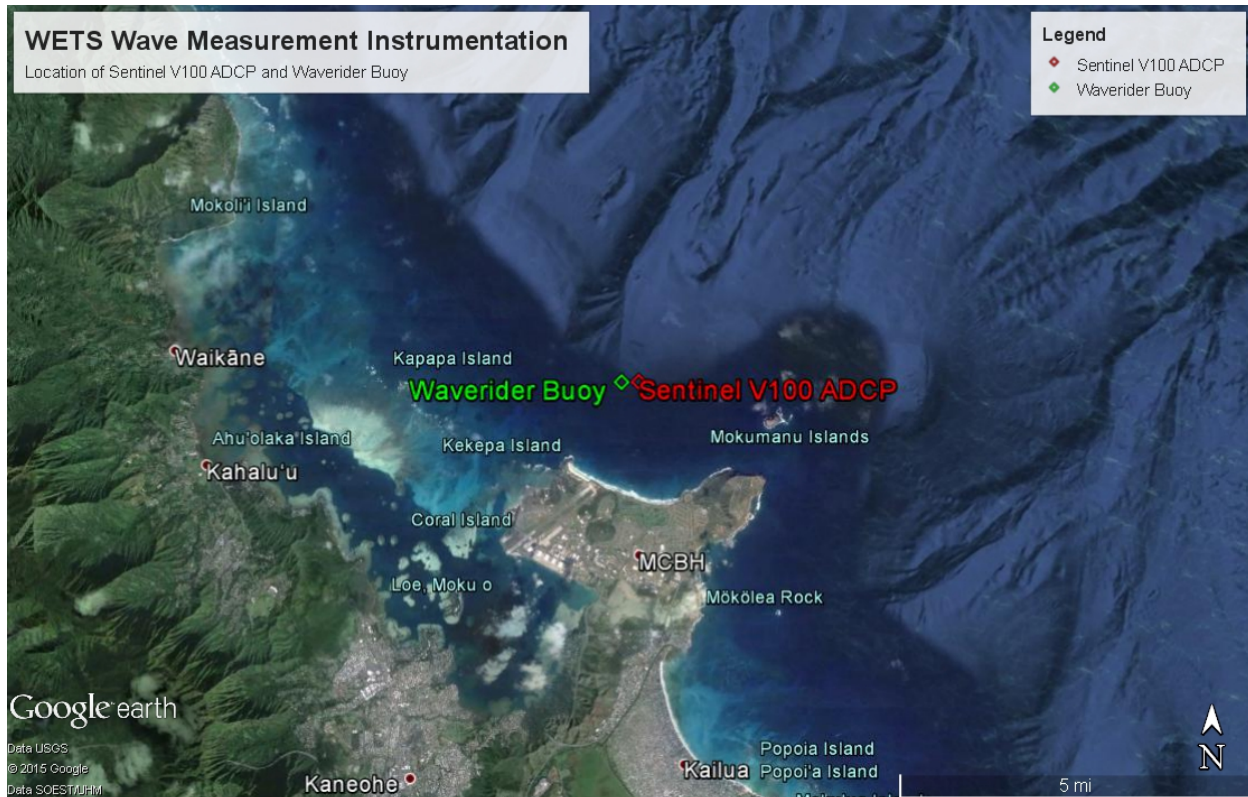 WETS Wave Measurement Instrumentation
Location of Sentinel V100 ADCP and Waverider Buoy
Legend
Sentinel V100 ADCP
Waverider Buoy
Mokoli'i Island
Waikāne
Kapapa Island
Waverider Buoy
Sentinel V100 ADCP
Ahu'olaka Island
Kekepa Island
Mokumanu Islands
Kahalu'u
Coral Island
MCBH
Loe, Moku o
Mōkōlea Rock
Google earth
Data USGS
© 2015 Google
Data SOEST/UHM
Kaneohe
Kailua
Popoia Island
Popoi'a Island
5 mi
N